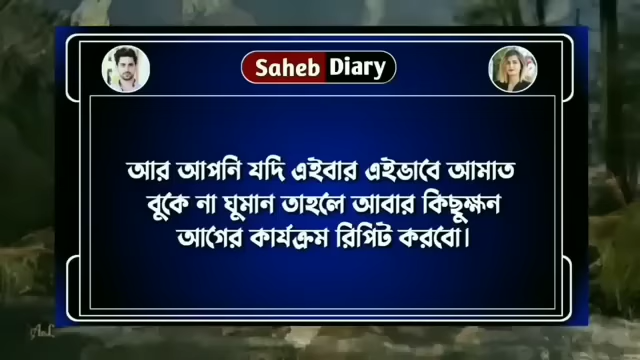 Saheb Diary
আর আপনি যদি এইবার এইভাবে আমাত
বুকে না ঘুমান তাহলে আবার কিছুক্ষন
আগের কার্যক্রম রিপিট করবো।